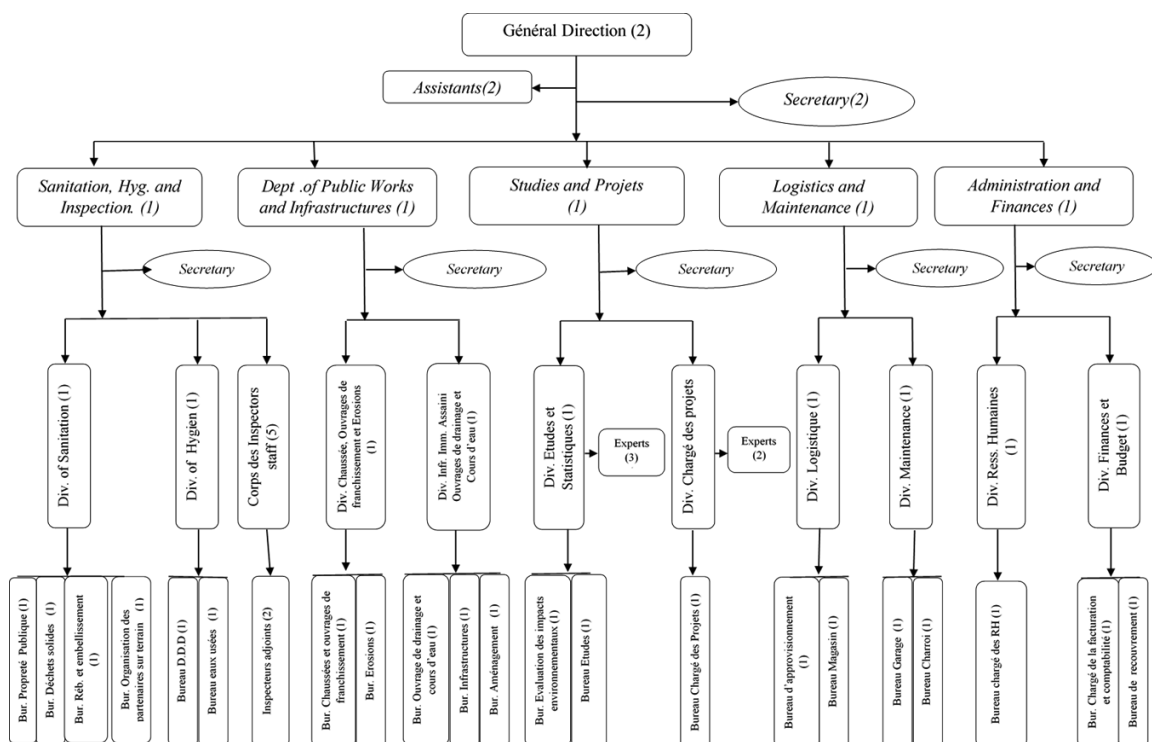 Général Direction (2)
Assistants(2)
Secretary(2)
Sanitation, Hyg. and
Inspection. (1)
Dept .of Public Works
and Infrastructures (1)
Studies and Projets
(1)
Logistics and
Maintenance (1)
Administration and
Finances (1)
Secretary
Secretary
Secretary
Secretary
Secretary
Div. of Sanitation (1)
Div. of Hygien (1)
Corps des Inspectors
staff (5)
Div. Chaussée, Ouvrages de
franchissement et Erosions
(1)
Div. Infr. Imm. Assaini
Ouvrages de drainage et
Cours d'eau (1)
Div. Etudes et
Statistiques (1)
Experts
(3)
Div. Chargé des projets
(1)
Experts
(2)
Div. Logistique (1)
Div. Maintenance (1)
Div. Ress. Humaines
(1)
Div. Finances et
Budget (1)
Bur. Propreté Publique (1)
Bur. Déchets solides (1)
Bur. Réb. et embellissement
(1)
Bur. Organisation des
partenaires sur terrain (1)
Bureau D.D.D (1)
Bureau eaux usées (1)
Inspecteurs adjoints (2)
Bur. Chaussées et ouvrages de
franchissement (1)
Bur. Erosions (1)
Bur. Ouvrage de drainage et
cours d'eau (1)
Bur. Infrastructures (1)
Bur. Aménagement (1)
Bur. Evaluation des impacts
environnementaux (1)
Bureau Etudes (1)
Bureau Chargé des Projets (1)
Bureau d'approvisionnement
(1)
Bureau Magasin (1)
Bureau Garage (1)
Bureau Charroi (1)
Bureau chargé des RH (1)
Bur. Chargé de la facturation
et comptabilité (1)
Bureau de recouvrement (1)